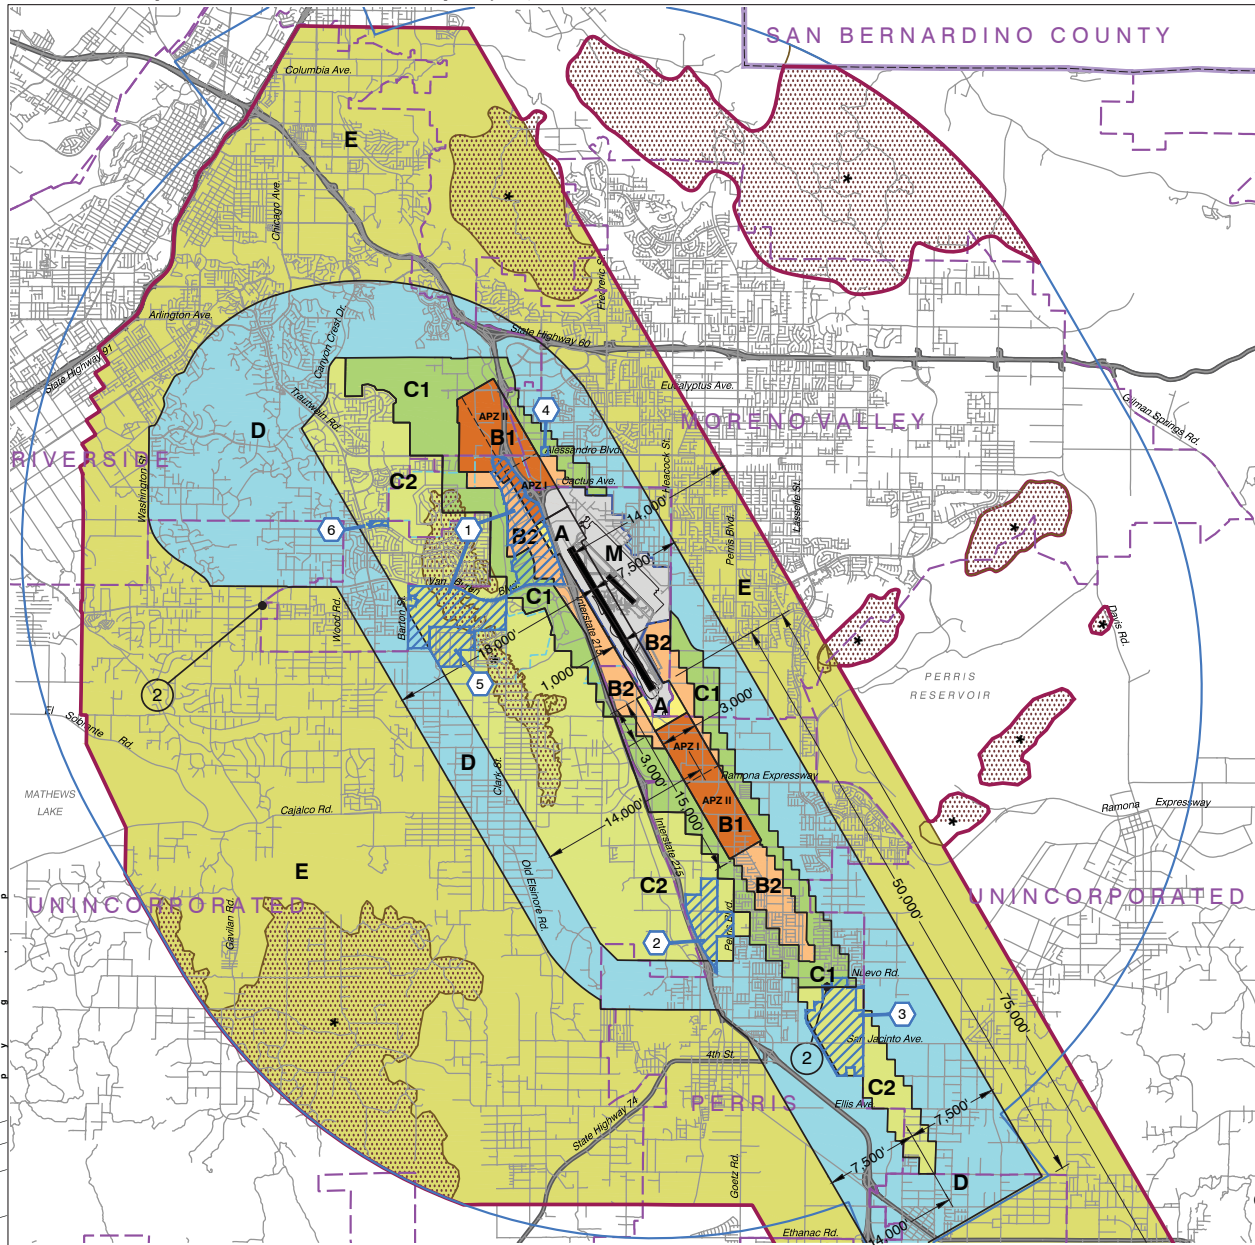 SAN BERNARDINO COUNTY
Columbia Ave.
E
Chicago Ave.
*
*
Frederic S
Arlington Ave.
Canyon Crest Dr.
State Highway 60
State Highway 91
Eucalyptus Ave.
Trautwein Rd.
C1
APZ II
4
Gilman Springs Rd.
MORENO VALLEY
D
B1
Alessandro Blvd.
Heacock St.
RIVERSIDE
C2
APZ I
Cactus Ave.
Washington St.
Lasselle St.
14,000'
6
1
B2
A
M
Perris Blvd.
*
7,500'
Van Buren Blvd.
C1
E
2
Wood Rd.
Barton St.
Interstate 215
B2
*
*
Davis Rd.
18,000'
5
1,000'
B2
C1
A
3,000'
PERRIS
RESERVOIR
El Sobrante Rd.
APZ I
*
D
Clark St.
3,000'
Ramona Expressway
MATHEWS
LAKE
Cajalco Rd.
14,000'
15,000'
APZ II
B1
*
Ramona Expressway
Interstate 215
E
Old Elsinore Rd.
C2
B2
50,000'
UNINCORPORATED
UNINCORPORATED
Gavilan Rd.
2
Perris Blvd.
C1
Nuevo Rd.
*
3
75,000'
2
San Jacinto Ave.
4th St.
C2
PERRIS
Ellis Ave.
7,500'
State Highway 74
7,500'
Goetz Rd.
D
14,000'
Ethanac Rd.